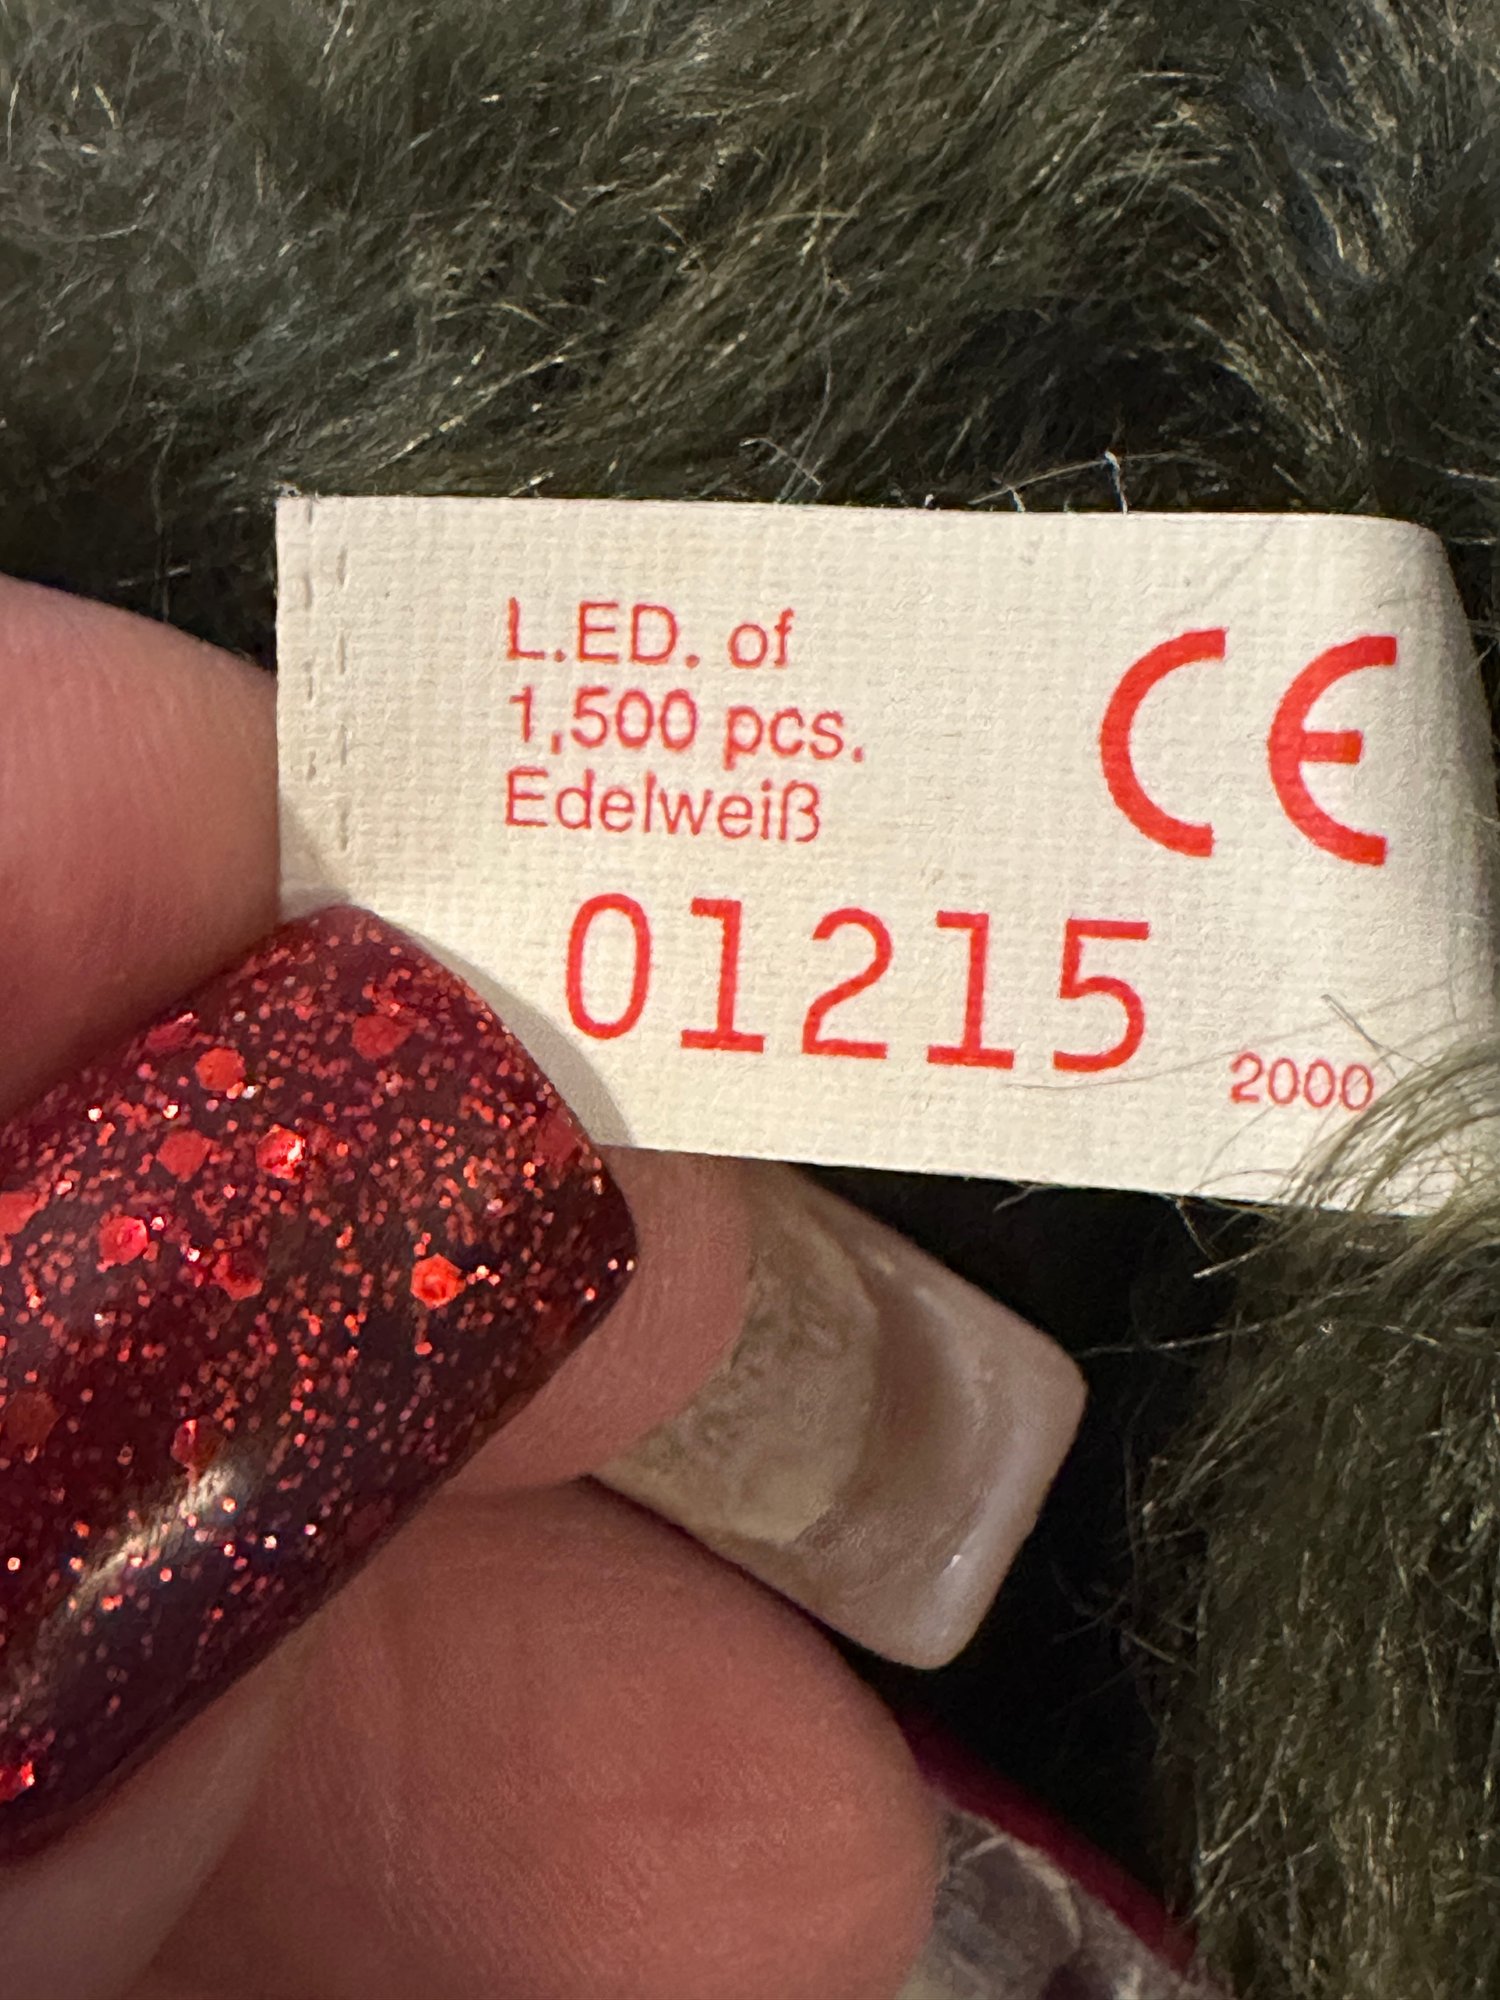 L.ED. of
1,500 pcs.
Edelweiß
CE
01215
2000